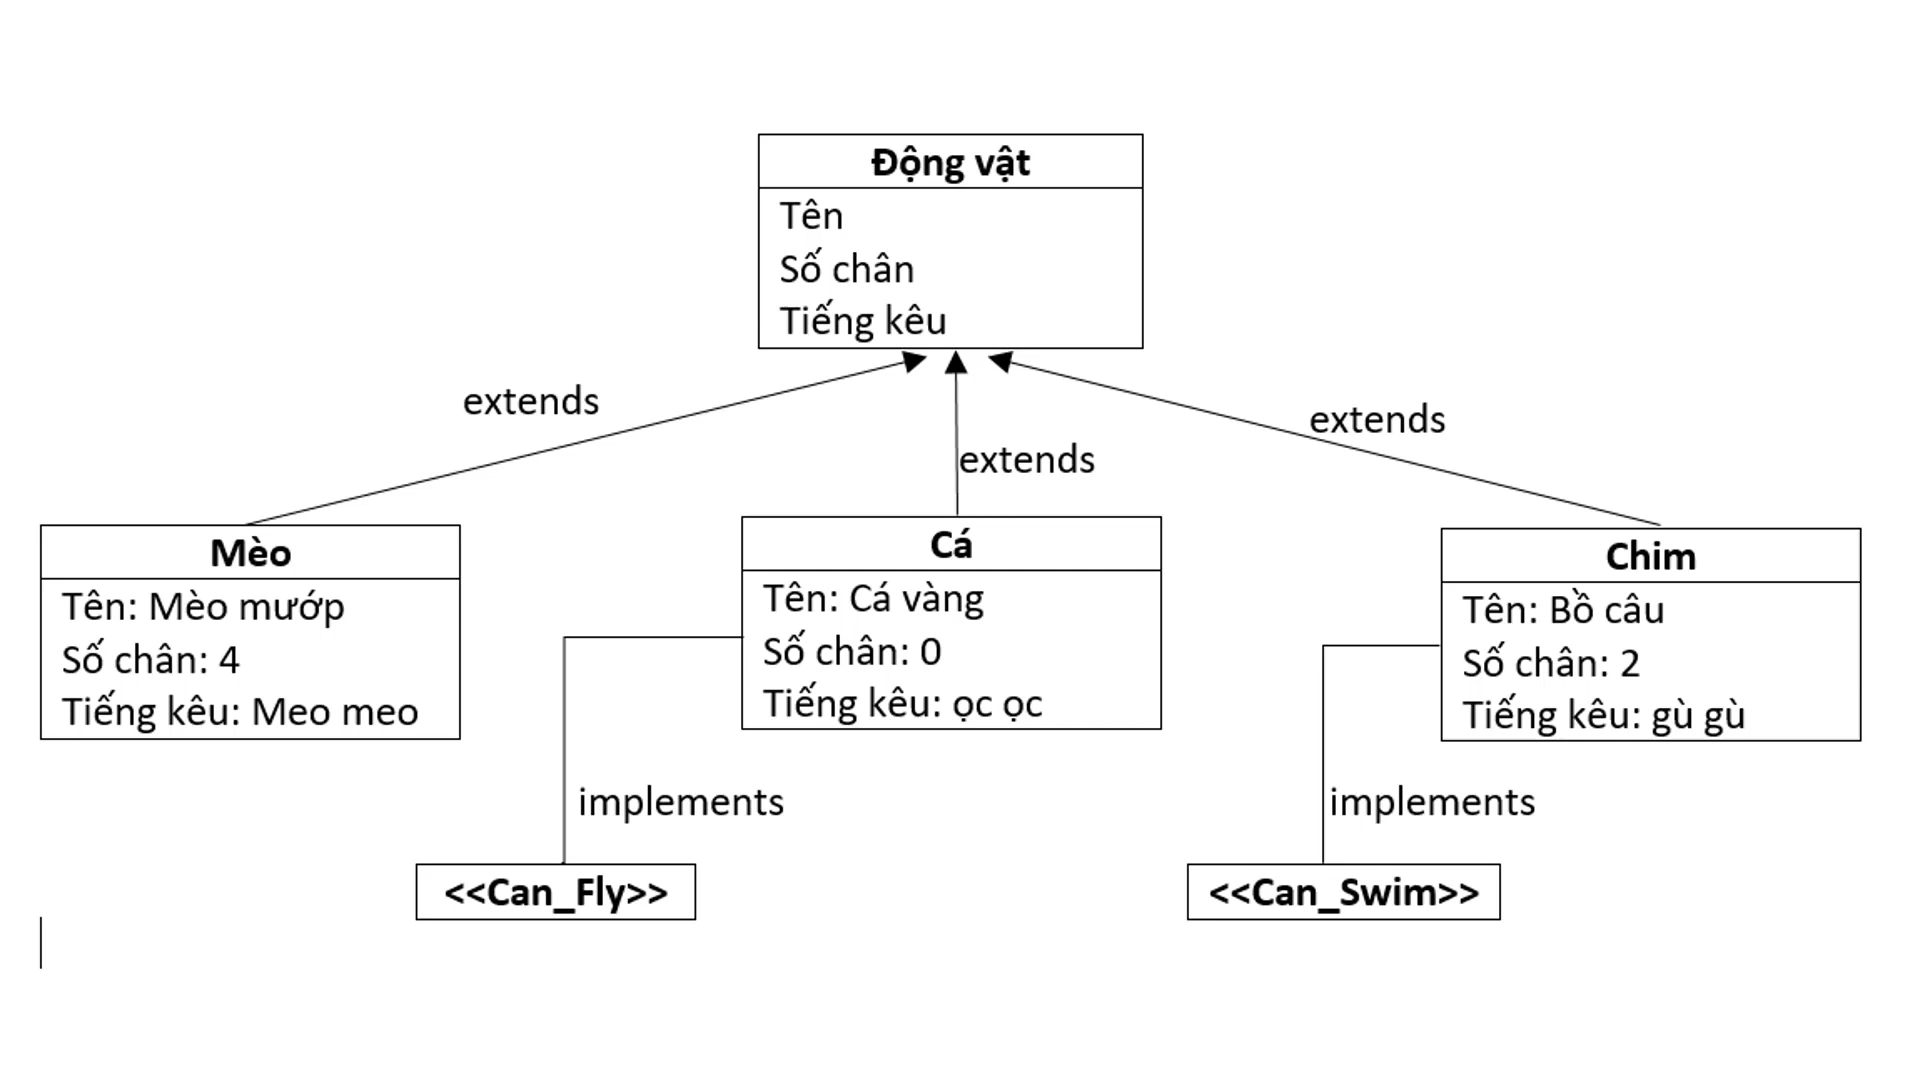 Động vật
Tên
Số chân
Tiếng kêu
extends
extends
extends
Mèo
Tên: Mèo mướp
Số chân: 4
Tiếng kêu: Meo meo
Cá
Tên: Cá vàng
Số chân: 0
Tiếng kêu: ọc ọc
Chim
Tên: Bồ câu
Số chân: 2
Tiếng kêu: gù gù
implements
implements
<<Can_Fly>>
<<Can_Swim>>